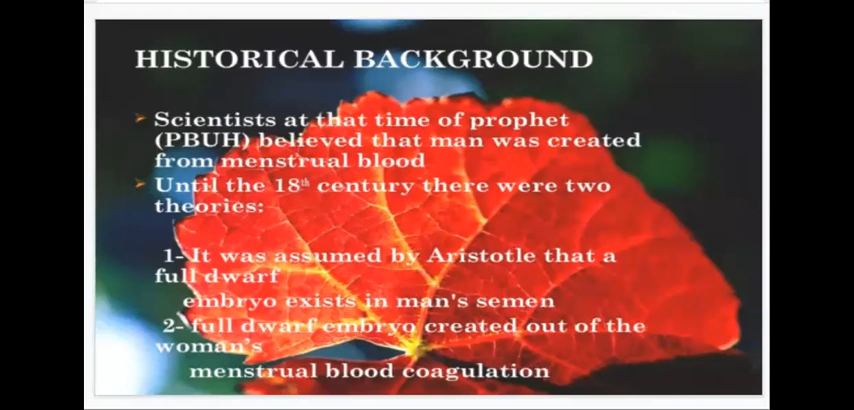 HISTORICAL BACKGROUND
Scientists at that time of prophet
(PBUH) believed that man was created
from menstrual blood
Until the 18th century there were two
theories:
1- It was assumed by Aristotle that a
full dwarf
embryo exists in man's semen
2- full dwarf embryo created out of the
woman's
menstrual blood coagulation